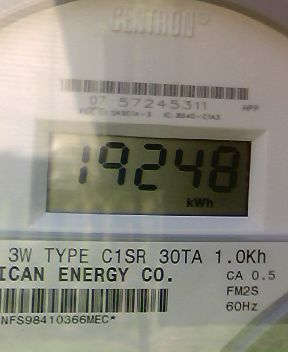 CENTRON®
07 57245311 HPP
19248
kWh
3W TYPE C1SR 30TA 1.0Kh
ICAN ENERGY CO. CA 0.5
FM2S
60Hz
NFS98410366MEC*